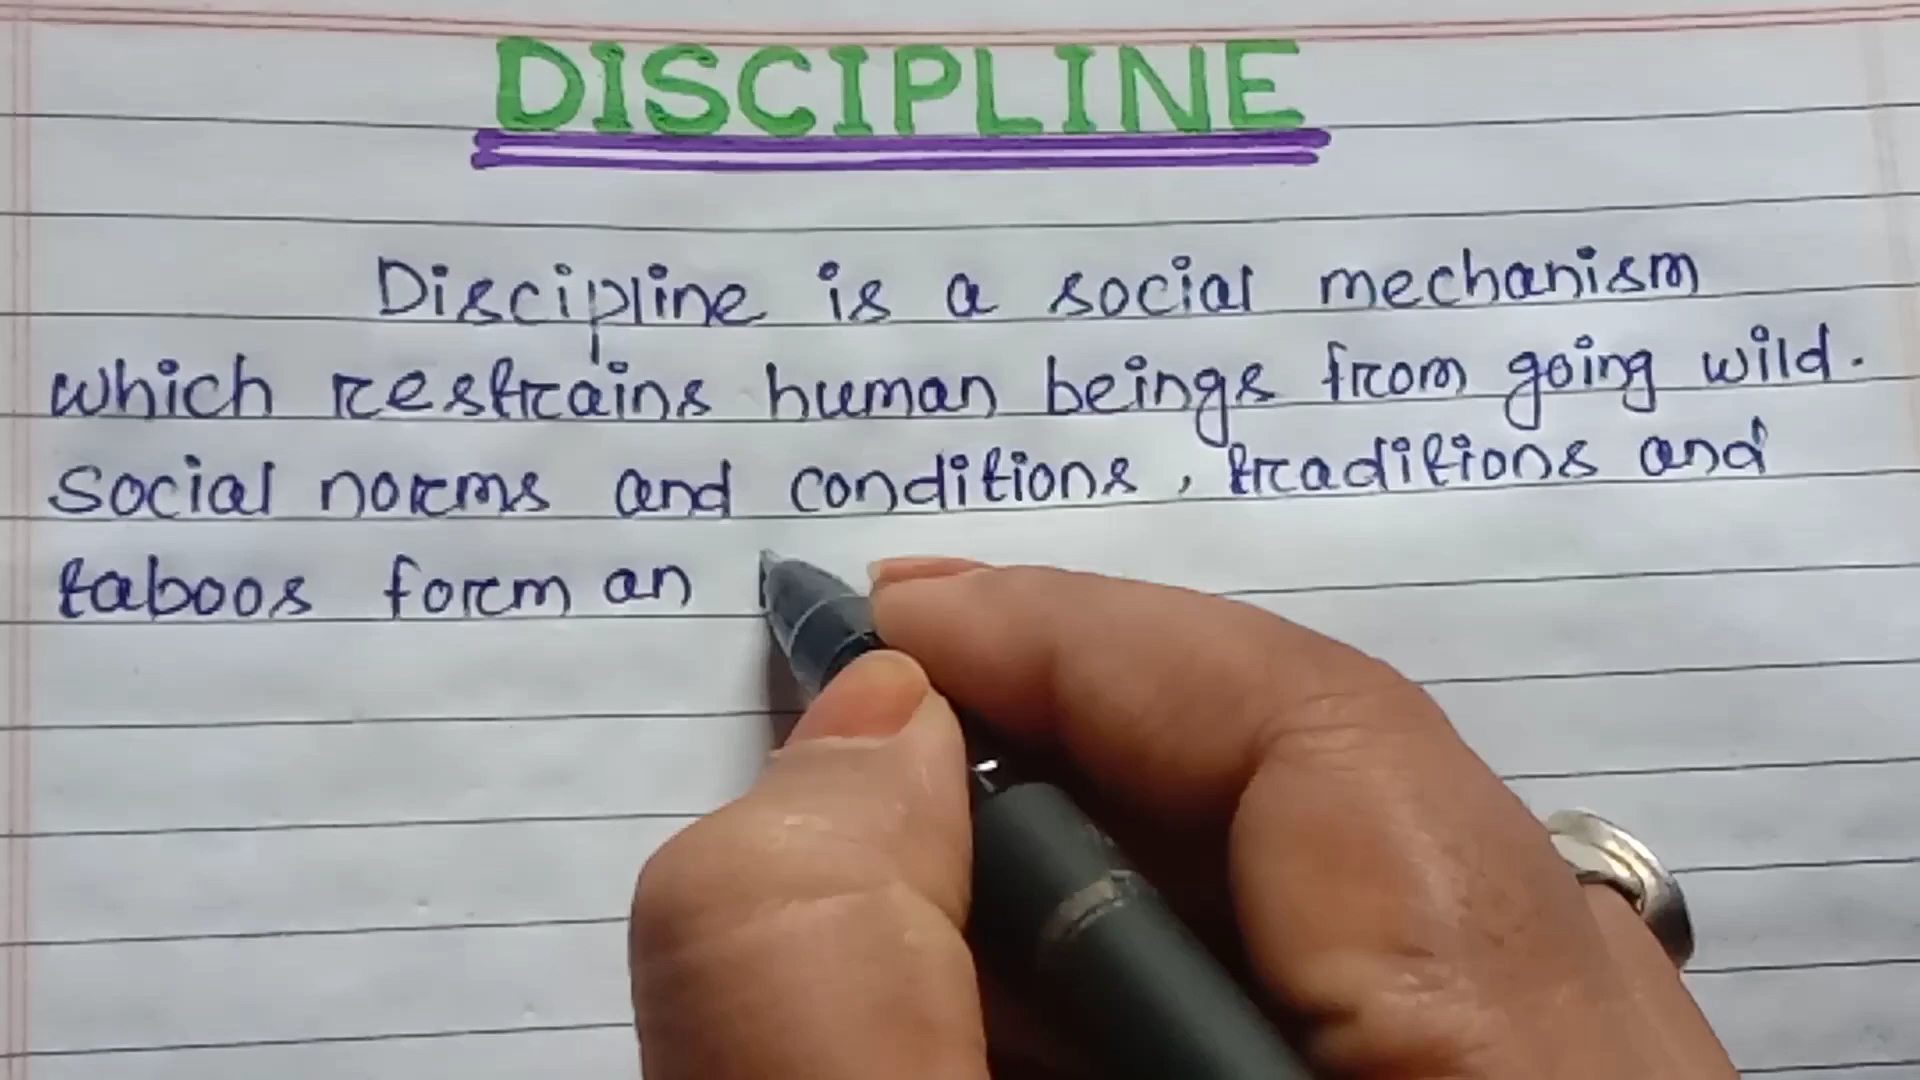 DISCIPLINE
Discipline is a social mechanism
which restrains human beings from going wild.
Social norms and conditions, traditions and
taboos form an